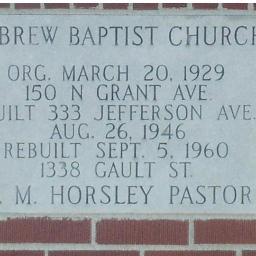 BREW BAPTIST CHURCH
ORG. MARCH 20, 1929
150 N GRANT AVE.
UILT 333 JEFFERSON AVE.
AUG. 26, 1946
REBUILT SEPT. 5, 1960
1338 GAULT ST.
. M. HORSLEY PASTOR